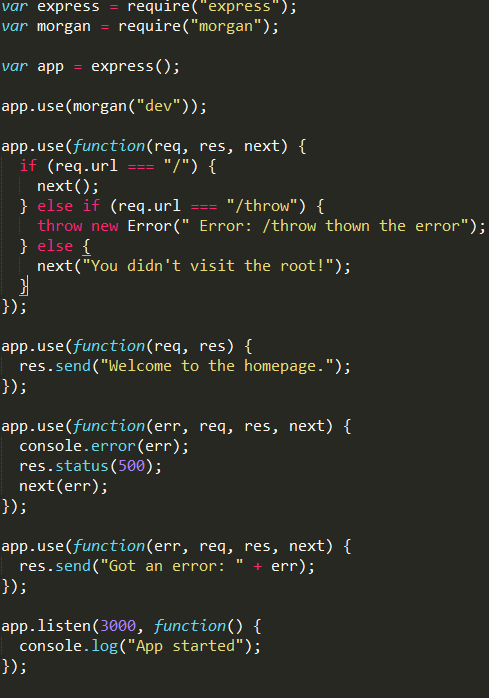 var express = require("express");
var morgan = require("morgan");

var app = express();

app.use(morgan("dev"));

app.use(function(req, res, next) {
  if (req.url === "/") {
    next();
  } else if (req.url === "/throw") {
    throw new Error(" Error: /throw thown the error");
  } else {
    next("You didn't visit the root!");
  }
});

app.use(function(req, res) {
  res.send("Welcome to the homepage.");
});

app.use(function(err, req, res, next) {
  console.error(err);
  res.status(500);
  next(err);
});

app.use(function(err, req, res, next) {
  res.send("Got an error: " + err);
});

app.listen(3000, function() {
  console.log("App started");
});